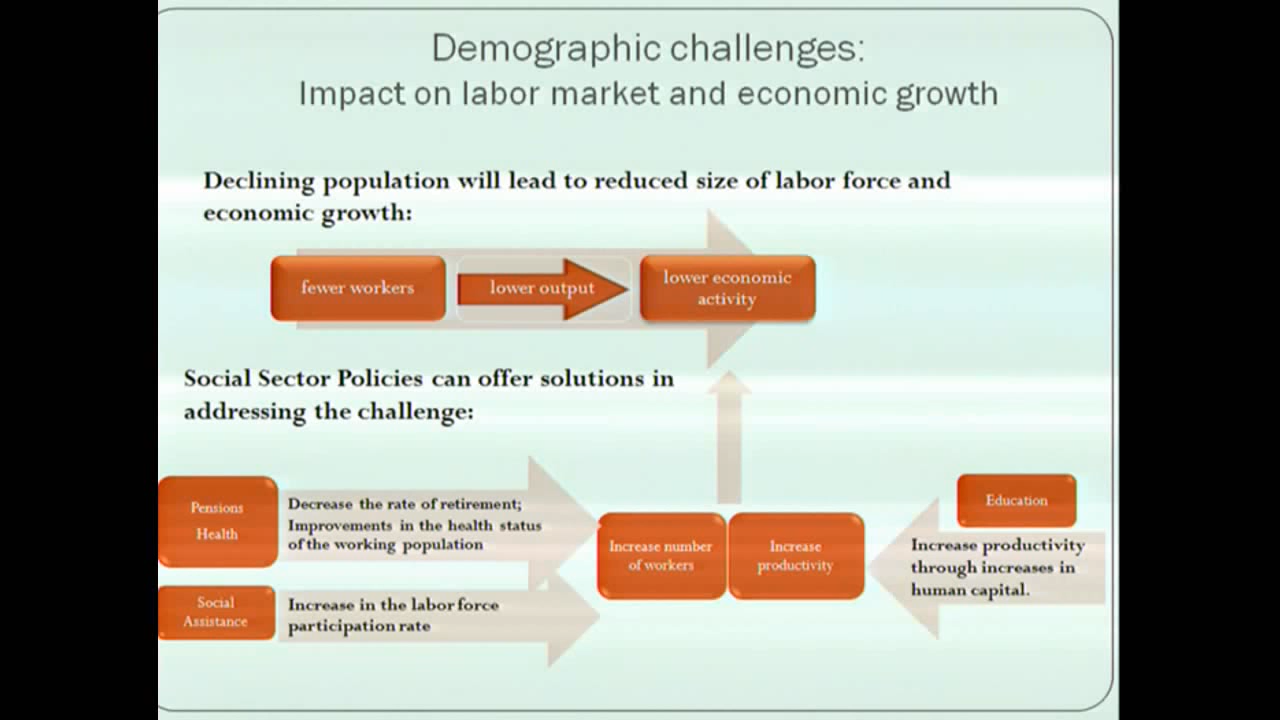 Demographic challenges:
Impact on labor market and economic growth
Declining population will lead to reduced size of labor force and
economic growth:
fewer workers
lower output
lower economic
activity
Social Sector Policies can offer solutions in
addressing the challenge:
Pensions
Health
Decrease the rate of retirement;
Improvements in the health status
of the working population
Social
Assistance
Increase in the labor force
participation rate
Increase number
of workers
Increase
productivity
Education
Increase productivity
through increases in
human capital.